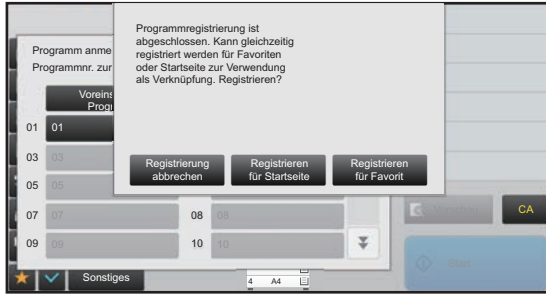 Programmregistrierung ist
abgeschlossen. Kann gleichzeitig
registriert werden für Favoriten
oder Startseite zur Verwendung
als Verknüpfung. Registrieren?
Registrierung
abbrechen
Registrieren
für Startseite
Registrieren
für Favorit
Programm anme
Programmnr. zur
Voreins
Progr
01 01
03 03
05 05
07 07 08 08
09 09 10 10
Vorschau CA
Start
Sonstiges
4 A4